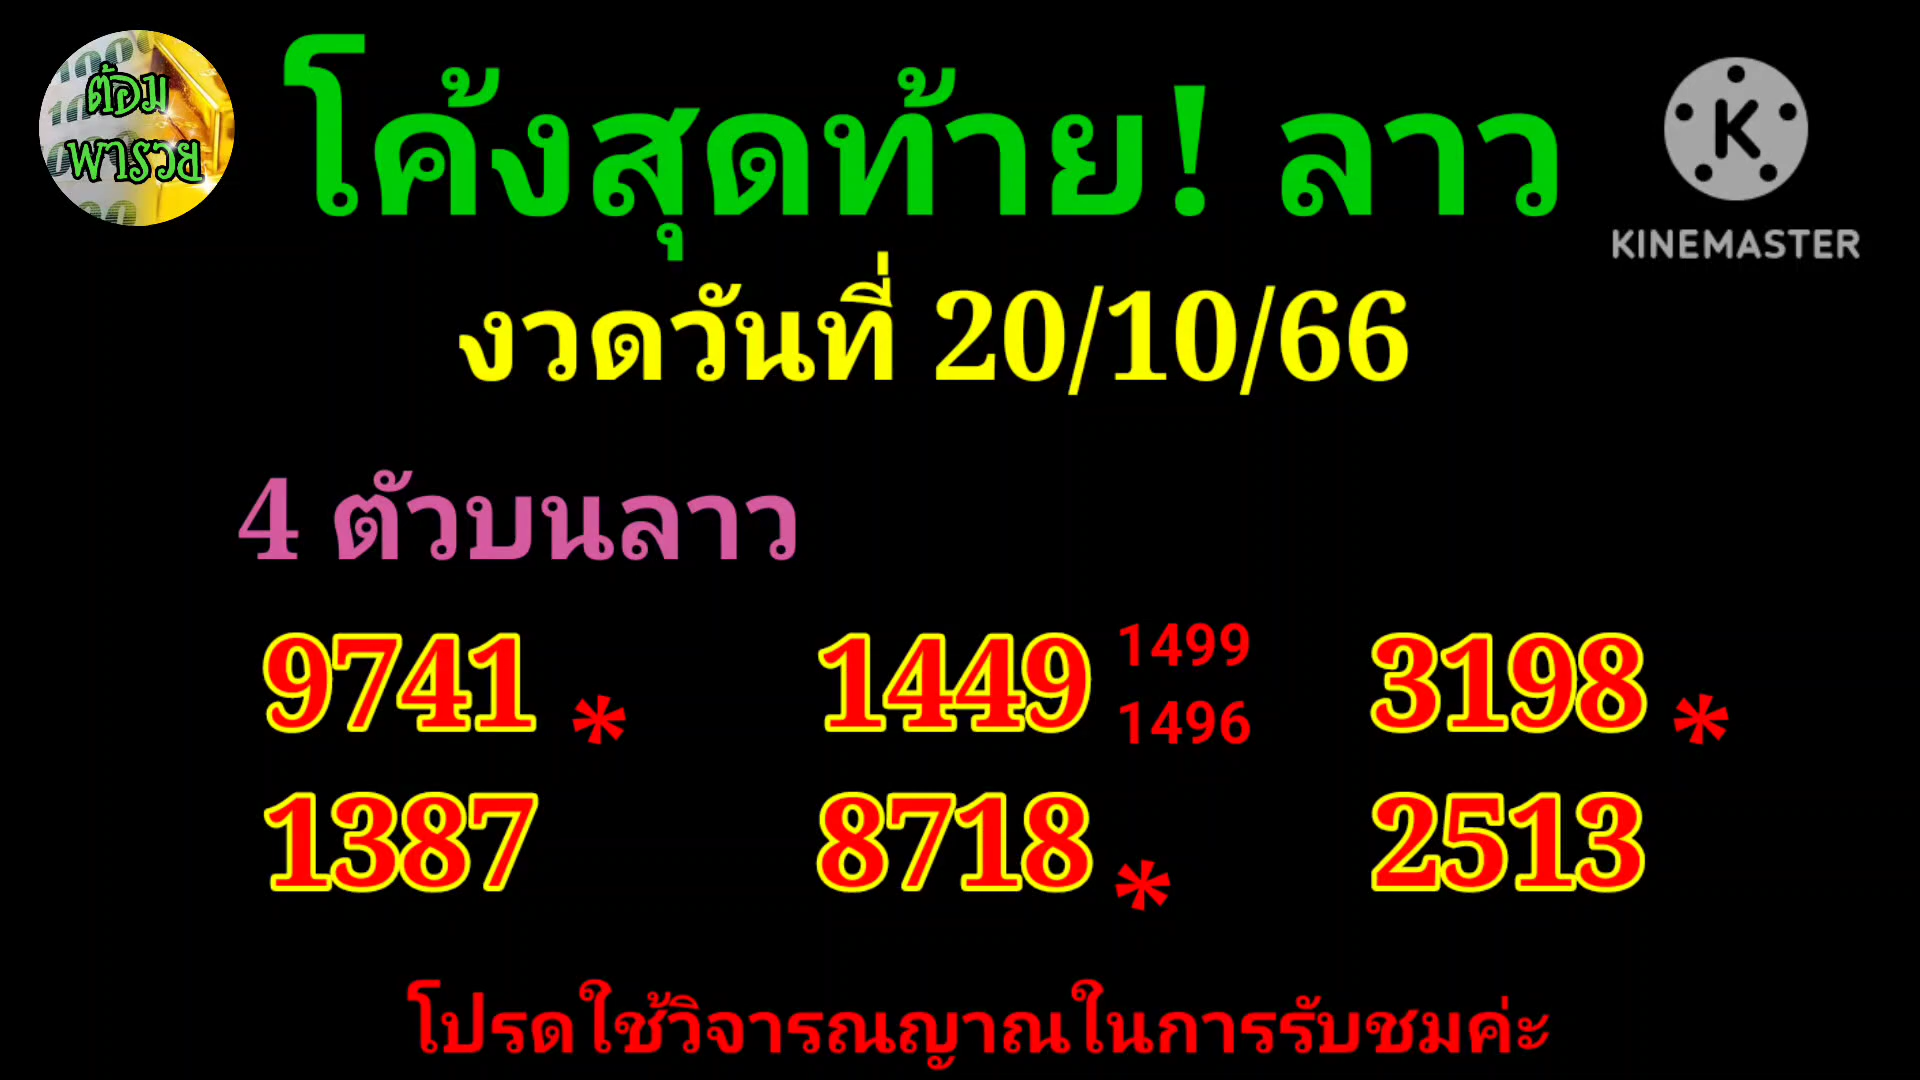 ต้อม
พารวย
โค้งสุดท้าย! ลาว
KINEMASTER
งวดวันที่ 20/10/66
4 ตัวบนลาว
9741 * 1449 1499 3198 *
1496
1387 8718 * 2513
โปรดใช้วิจารณญาณในการรับชมค่ะ